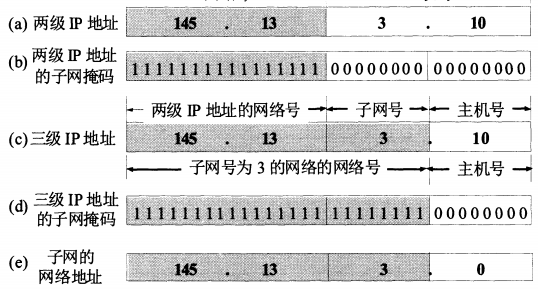 (a) 两级 IP 地址 145 . 13 3 . 10
(b) 两级 IP 地址
的子网掩码 1111111111111111 00000000 00000000
两级 IP 地址的网络号 子网号 主机号
(c) 三级 IP 地址 145 . 13 . 3 . 10
子网号为 3 的网络的网络号 主机号
(d) 三级 IP 地址
的子网掩码 1111111111111111 11111111 00000000
(e) 子网的
网络地址 145 . 13 . 3 . 0